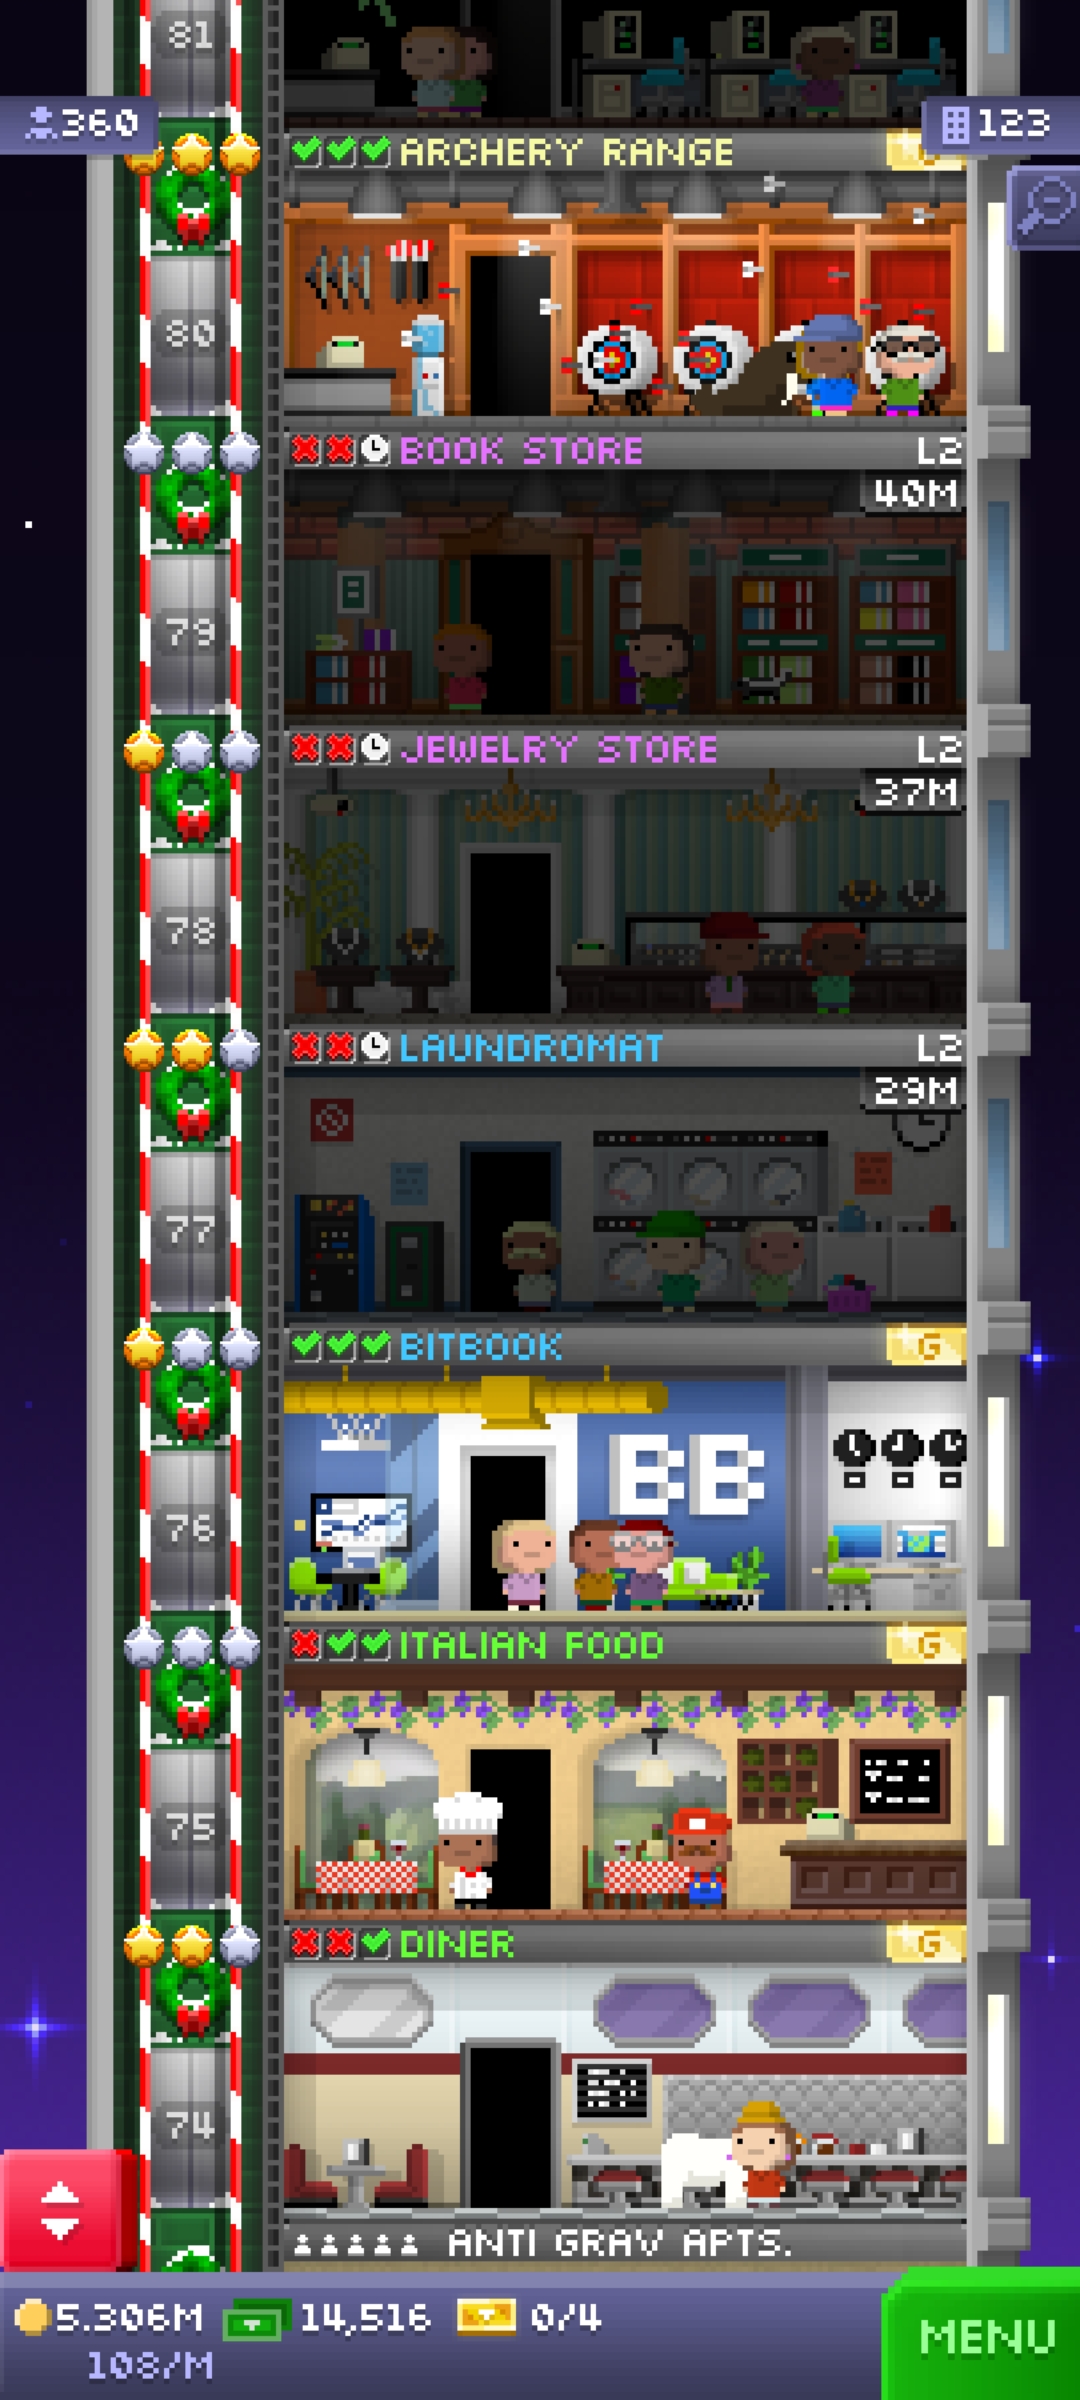 81
360
123
ARCHERY RANGE
G
80
BOOK STORE L2
40M
79
JEWELRY STORE L2
37M
78
LAUNDROMAT L2
29M
77
BITBOOK G
BB
76
ITALIAN FOOD G
75
DINER G
74
ANTI GRAV APTS.
5.306M 14,516 0/4
108/M
MENU